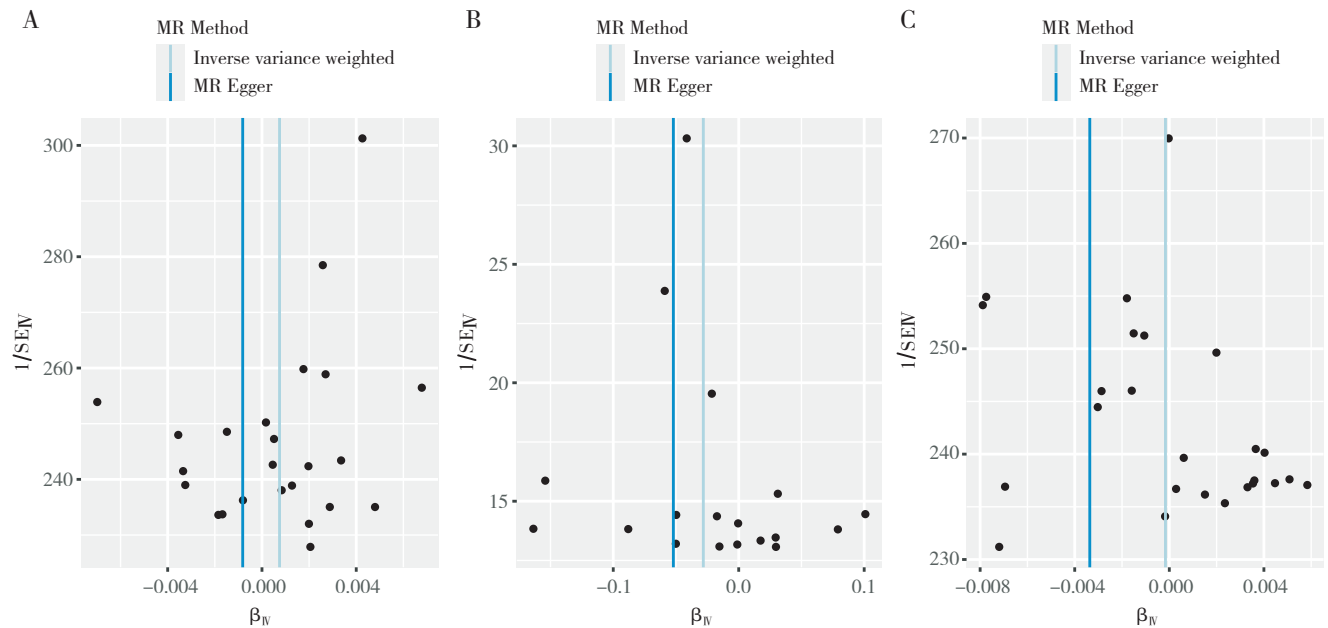 A
MR Method
Inverse variance weighted
MR Egger
300
280
260
240
1/SEIV
−0.004
0.000
0.004
βIV
B
MR Method
Inverse variance weighted
MR Egger
30
25
20
15
1/SEIV
−0.1
0.0
0.1
βIV
C
MR Method
Inverse variance weighted
MR Egger
270
260
250
240
230
1/SEIV
−0.008
−0.004
0.000
0.004
βIV